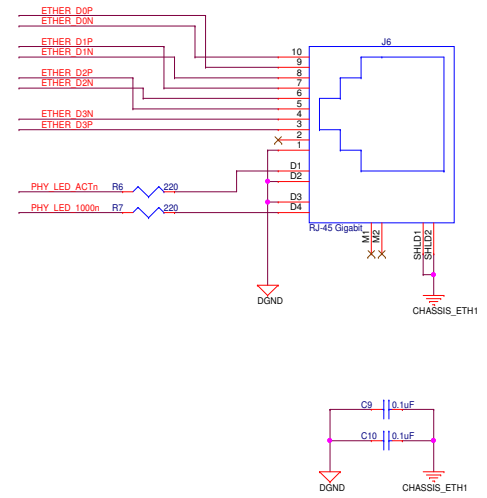 ETHER_D0P
ETHER_D0N
ETHER_D1P
ETHER_D1N
ETHER_D2P
ETHER_D2N
ETHER_D3N
ETHER_D3P
J6
10
9
8
7
6
5
4
3
2
1
D1
D2
D3
D4
PHY_LED_ACTn R6 220
PHY_LED_1000n R7 220
RJ-45 Gigabit
M1
M2
SHLD1
SHLD2
DGND
CHASSIS_ETH1
C9 0.1uF
C10 0.1uF
DGND
CHASSIS_ETH1